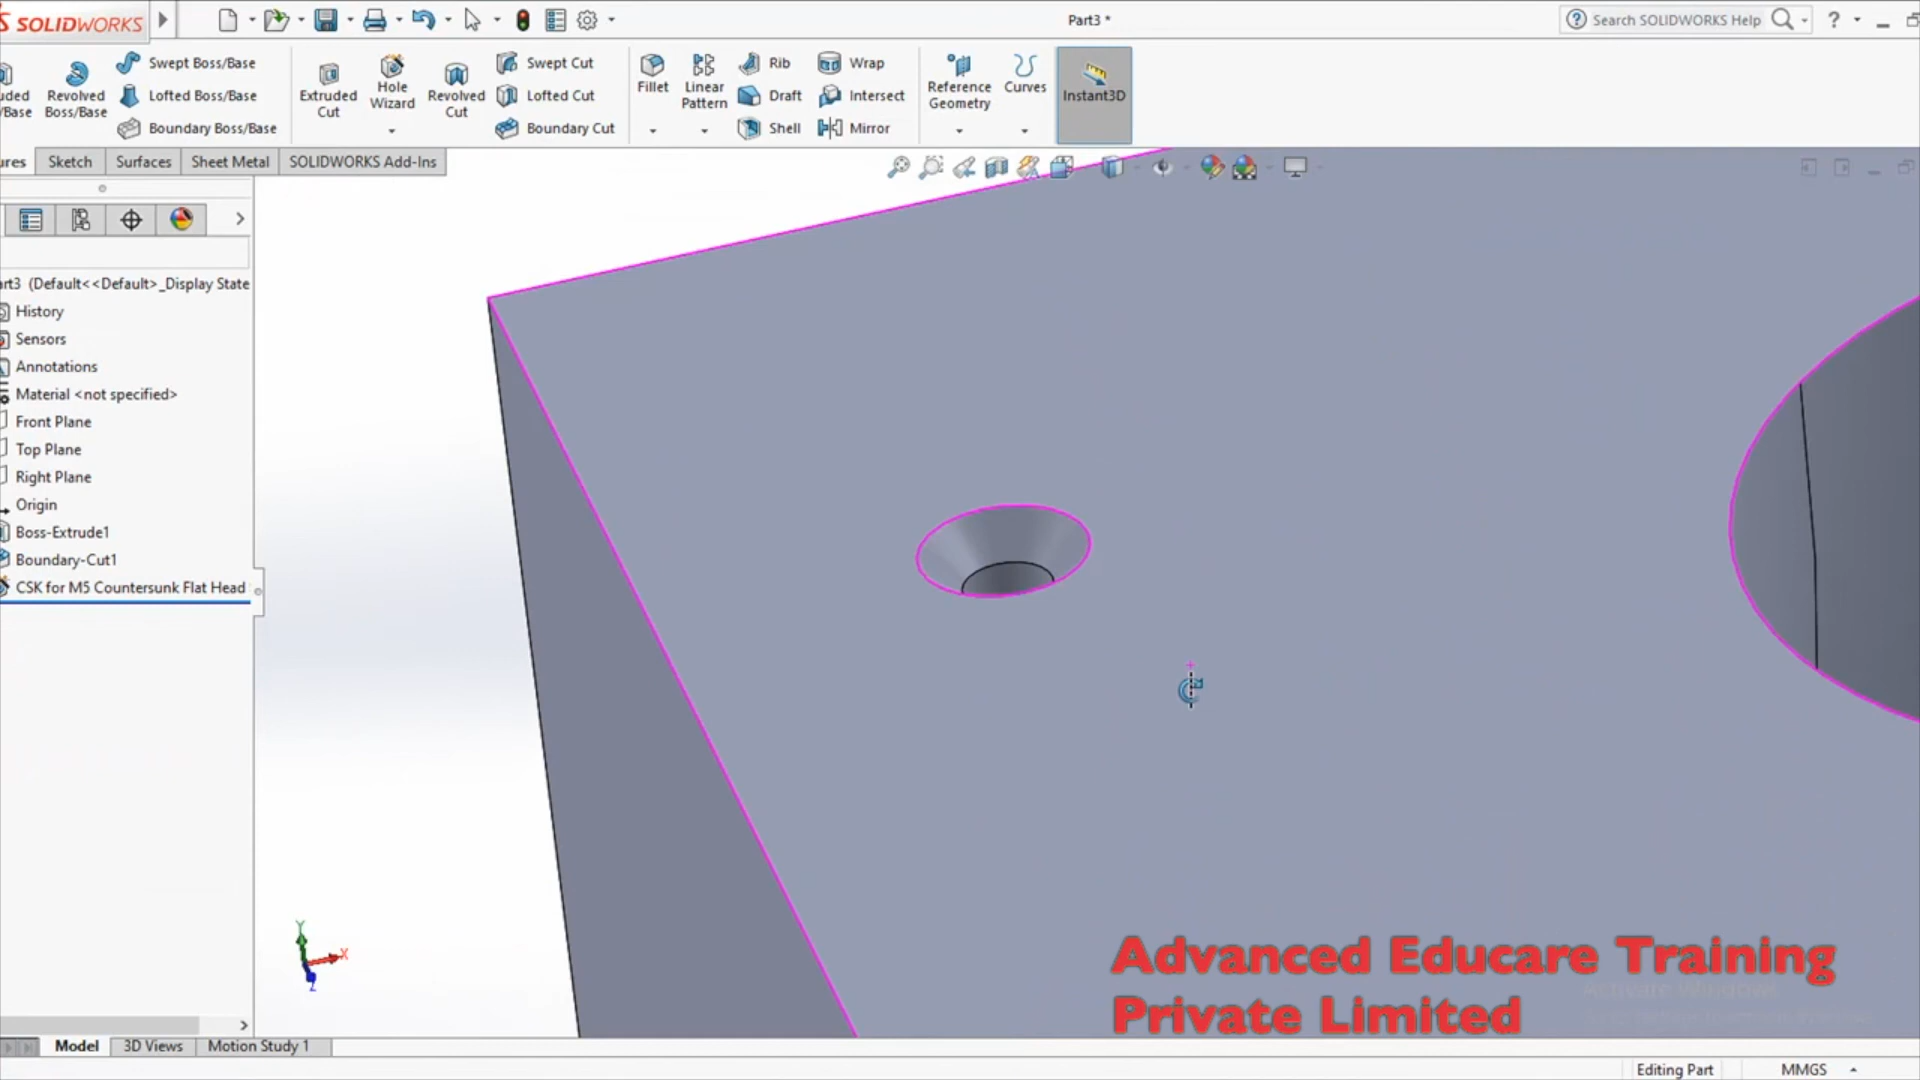 SOLIDWORKS
Part3 *
Search SOLIDWORKS Help
?
uded
/Base
Revolved
Boss/Base
Swept Boss/Base
Lofted Boss/Base
Boundary Boss/Base
Extruded
Cut
Hole
Wizard
Revolved
Cut
Swept Cut
Lofted Cut
Boundary Cut
Fillet
Linear
Pattern
Rib
Draft
Shell
Wrap
Intersect
Mirror
Reference
Geometry
Curves
Instant3D
ures
Sketch
Surfaces
Sheet Metal
SOLIDWORKS Add-Ins
art3 (Default<<Default>_Display State
History
Sensors
Annotations
Material <not specified>
Front Plane
Top Plane
Right Plane
Origin
Boss-Extrude1
Boundary-Cut1
CSK for M5 Countersunk Flat Head
Y
X
Z
Advanced Educare Training
Private Limited
Activate Windows
Model
3D Views
Motion Study 1
Editing Part
MMGS